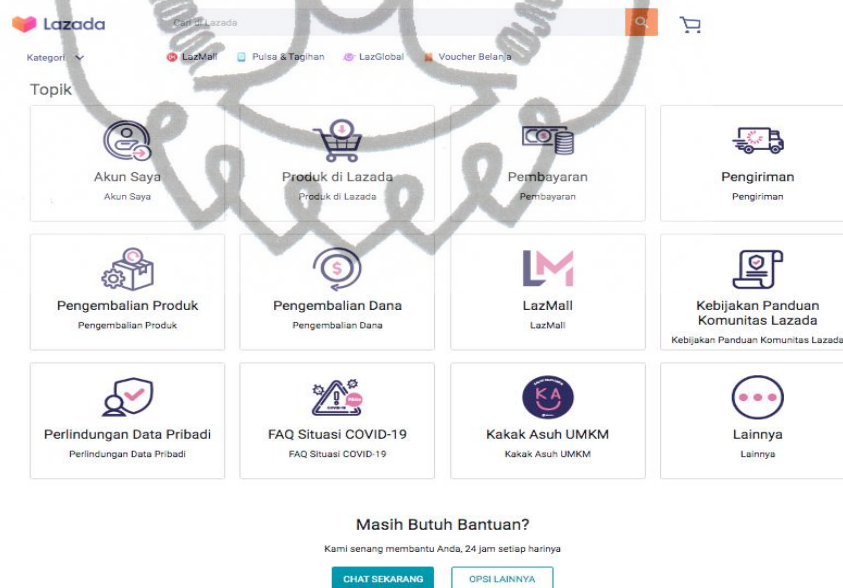 Lazada
Cari di Lazada
Kategori
LazMall
Pulsa & Tagihan
LazGlobal
Voucher Belanja
Topik
Akun Saya
Akun Saya
Produk di Lazada
Produk di Lazada
Pembayaran
Pembayaran
Pengiriman
Pengiriman
Pengembalian Produk
Pengembalian Produk
Pengembalian Dana
Pengembalian Dana
LM
LazMall
LazMall
Kebijakan Panduan
Komunitas Lazada
Kebijakan Panduan Komunitas Lazada
Perlindungan Data Pribadi
Perlindungan Data Pribadi
COVID-19
FAQ Situasi COVID-19
FAQ Situasi COVID-19
KA
Kakak Asuh UMKM
Kakak Asuh UMKM
Lainnya
Lainnya
Masih Butuh Bantuan?
Kami senang membantu Anda, 24 jam setiap harinya
CHAT SEKARANG
OPSI LAINNYA